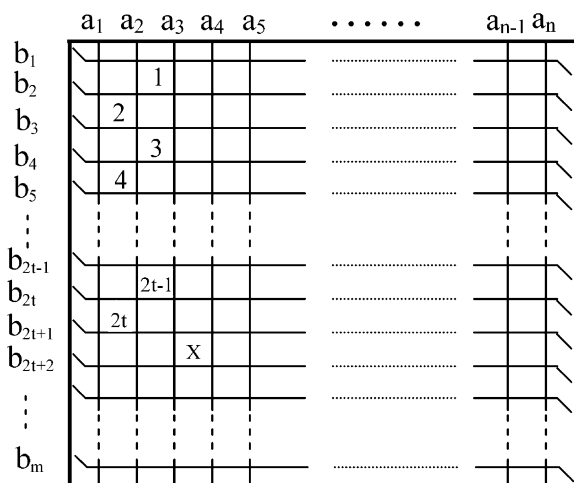 a₁ a₂ a₃ a₄ a₅ ...... aₙ₋₁ aₙ
b₁
b₂ 1
b₃ 2
b₄ 3
b₅ 4
b₂ₜ₋₁
b₂ₜ 2t-1
b₂ₜ₊₁ 2t
b₂ₜ₊₂ X
bₘ